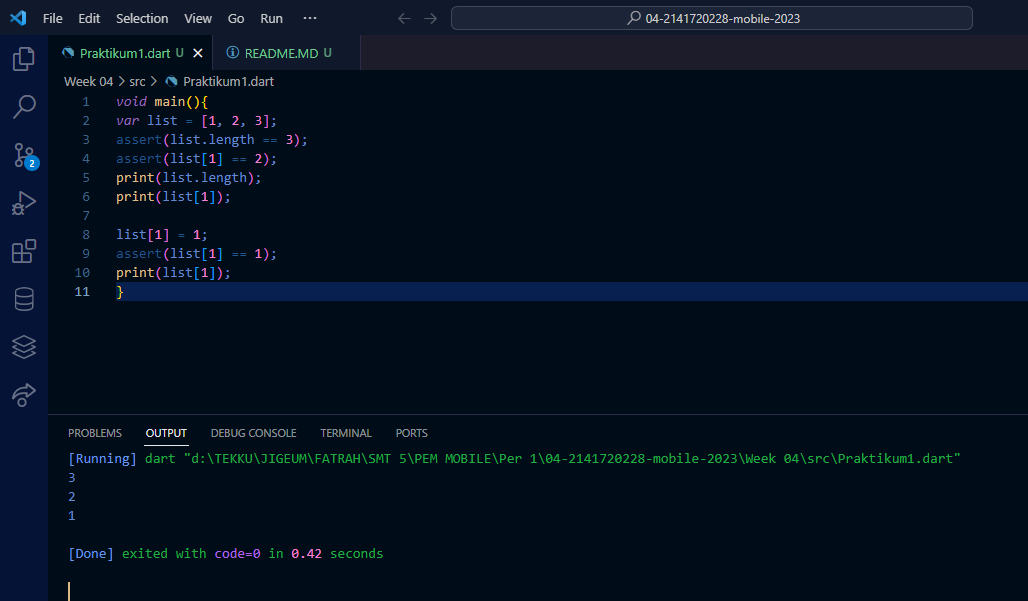 File Edit Selection View Go Run ···
04-2141720228-mobile-2023
Praktikum1.dart U
README.MD U
Week 04 > src > Praktikum1.dart
1 void main(){
2 var list = [1, 2, 3];
3 assert(list.length == 3);
4 assert(list[1] == 2);
5 print(list.length);
6 print(list[1]);
7
8 list[1] = 1;
9 assert(list[1] == 1);
10 print(list[1]);
11 }
2
PROBLEMS OUTPUT DEBUG CONSOLE TERMINAL PORTS
[Running] dart "d:\TEKKU\JIGEUM\FATRAH\SMT 5\PEM MOBILE\Per 1\04-2141720228-mobile-2023\Week 04\src\Praktikum1.dart"
3
2
1
[Done] exited with code=0 in 0.42 seconds